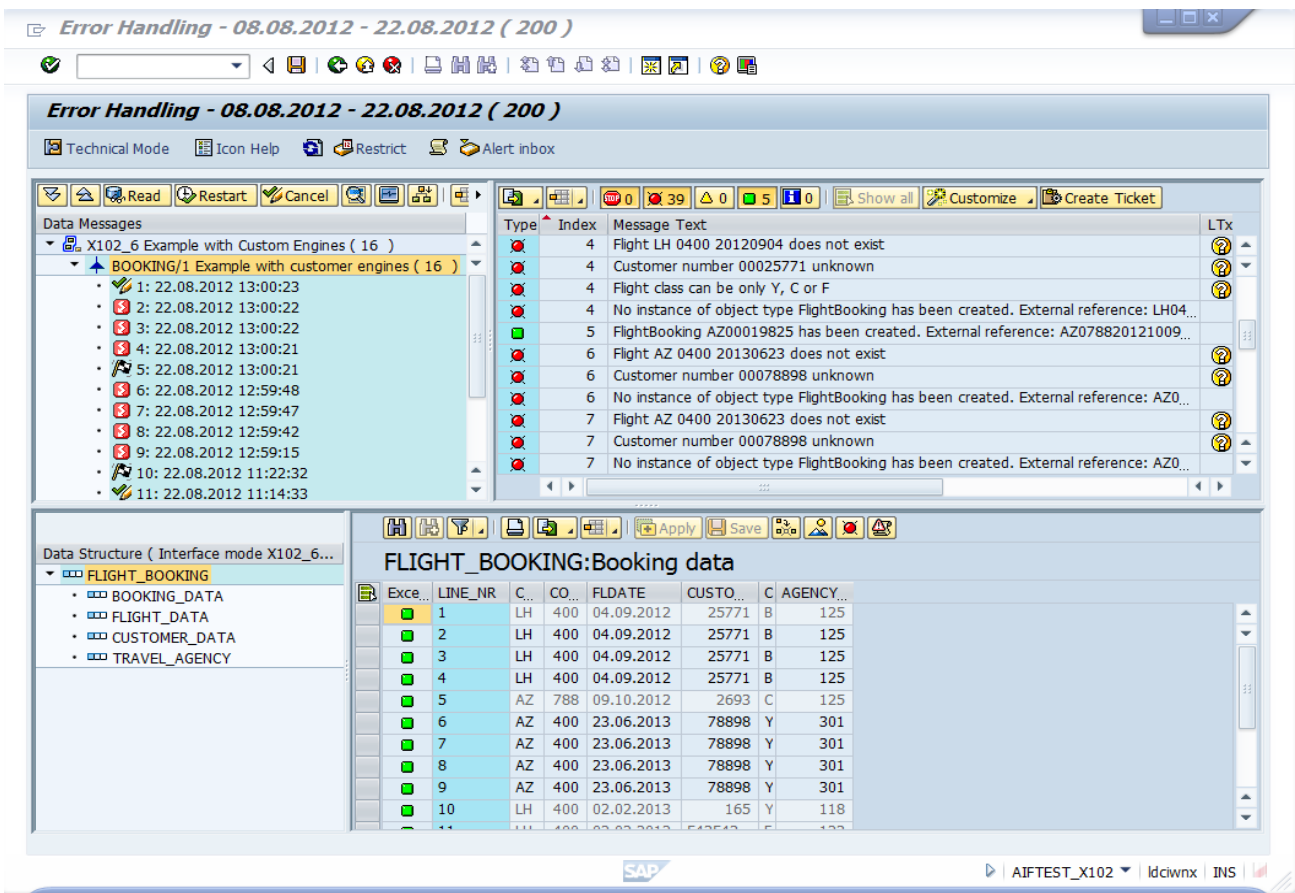 Error Handling - 08.08.2012 - 22.08.2012 ( 200 )
Error Handling - 08.08.2012 - 22.08.2012 ( 200 )
Technical Mode Icon Help Restrict Alert inbox
Read Restart Cancel
Data Messages
X102_6 Example with Custom Engines ( 16 )
BOOKING/1 Example with customer engines ( 16 )
1: 22.08.2012 13:00:23
2: 22.08.2012 13:00:22
3: 22.08.2012 13:00:22
4: 22.08.2012 13:00:21
5: 22.08.2012 13:00:21
6: 22.08.2012 12:59:48
7: 22.08.2012 12:59:47
8: 22.08.2012 12:59:42
9: 22.08.2012 12:59:15
10: 22.08.2012 11:22:32
11: 22.08.2012 11:14:33
STOP 0 39 0 5 0 Show all Customize Create Ticket
Type Index Message Text LTx
4 Flight LH 0400 20120904 does not exist
4 Customer number 00025771 unknown
4 Flight class can be only Y, C or F
4 No instance of object type FlightBooking has been created. External reference: LH04...
5 FlightBooking AZ00019825 has been created. External reference: AZ078820121009...
6 Flight AZ 0400 20130623 does not exist
6 Customer number 00078898 unknown
6 No instance of object type FlightBooking has been created. External reference: AZ0...
7 Flight AZ 0400 20130623 does not exist
7 Customer number 00078898 unknown
7 No instance of object type FlightBooking has been created. External reference: AZ0...
Data Structure ( Interface mode X102_6...
FLIGHT_BOOKING
BOOKING_DATA
FLIGHT_DATA
CUSTOMER_DATA
TRAVEL_AGENCY
Apply Save
FLIGHT_BOOKING:Booking data
Exce... LINE_NR C... CO... FLDATE CUSTO... C AGENCY...
1 LH 400 04.09.2012 25771 B 125
2 LH 400 04.09.2012 25771 B 125
3 LH 400 04.09.2012 25771 B 125
4 LH 400 04.09.2012 25771 B 125
5 AZ 788 09.10.2012 2693 C 125
6 AZ 400 23.06.2013 78898 Y 301
7 AZ 400 23.06.2013 78898 Y 301
8 AZ 400 23.06.2013 78898 Y 301
9 AZ 400 23.06.2013 78898 Y 301
10 LH 400 02.02.2013 165 Y 118
SAP
AIFTEST_X102 ldciwnx INS